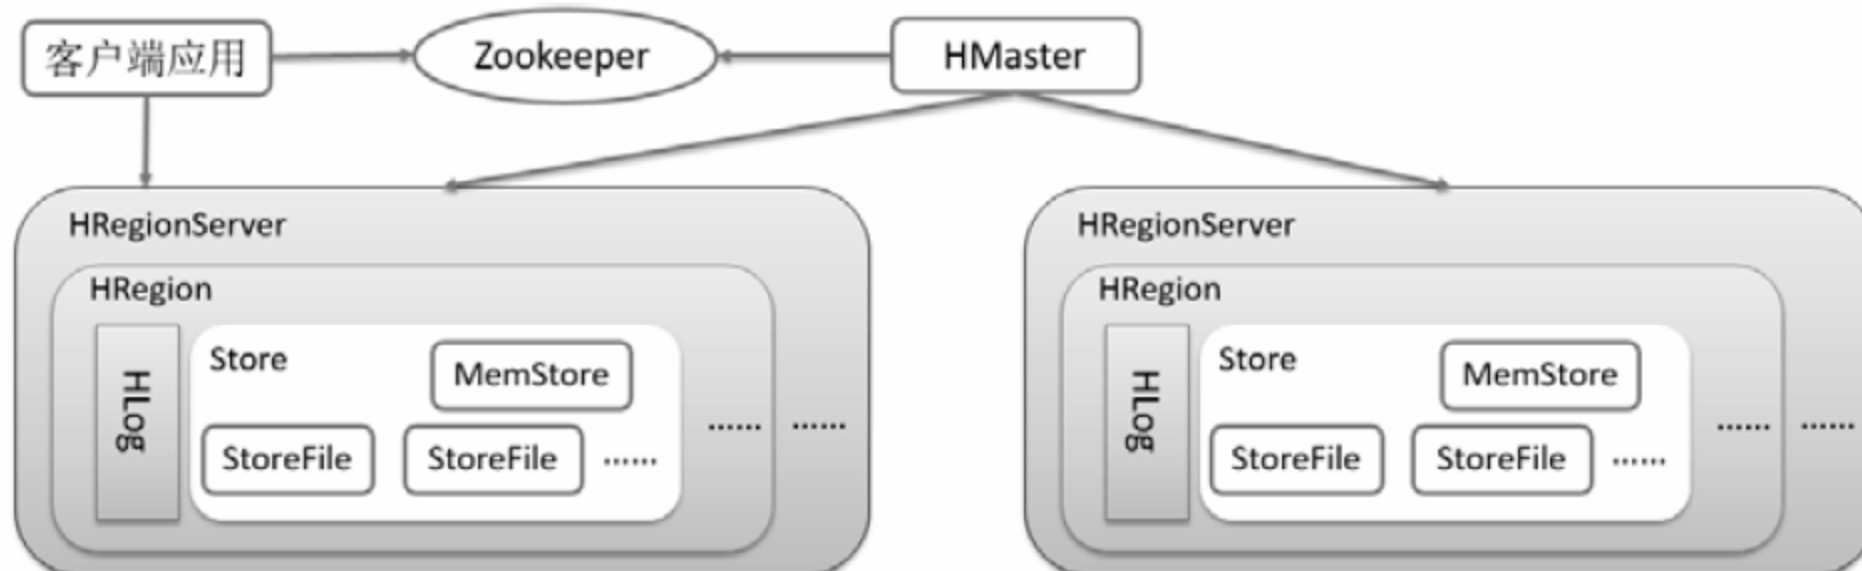 客户端应用
Zookeeper
HMaster
HRegionServer
HRegion
HLog
Store
MemStore
StoreFile
StoreFile
......
......
......
HRegionServer
HRegion
HLog
Store
MemStore
StoreFile
StoreFile
......
......
......